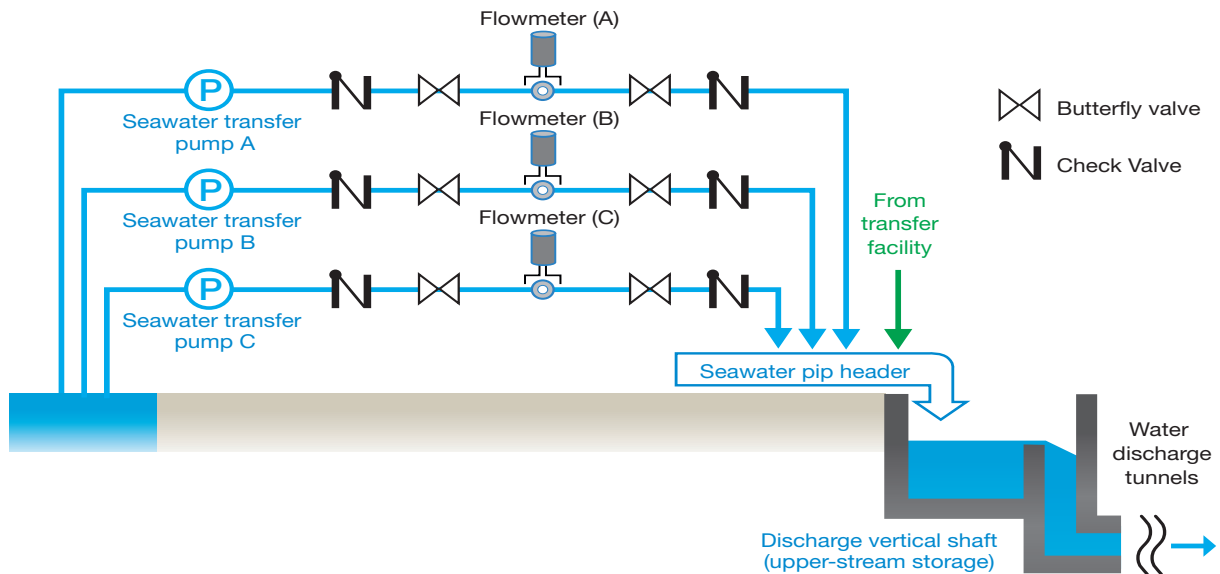 Flowmeter (A)
P
Seawater transfer
pump A
Flowmeter (B)
P
Seawater transfer
pump B
Flowmeter (C)
P
Seawater transfer
pump C
Butterfly valve
Check Valve
From
transfer
facility
Seawater pip header
Water
discharge
tunnels
Discharge vertical shaft
(upper-stream storage)